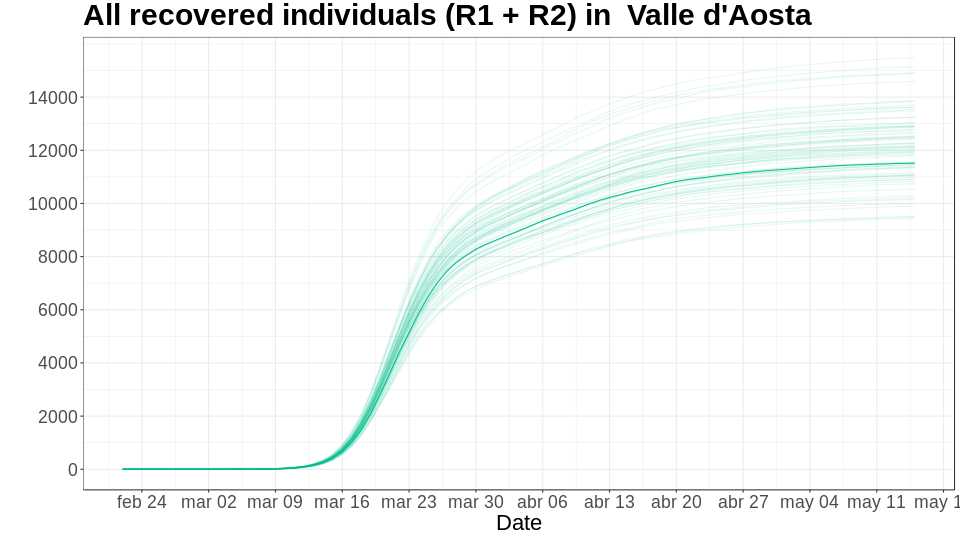 All recovered individuals (R1 + R2) in  Valle d'Aosta
14000
12000
10000
8000
6000
4000
2000
0
feb 24 mar 02 mar 09 mar 16 mar 23 mar 30 abr 06 abr 13 abr 20 abr 27 may 04 may 11 may 1
Date